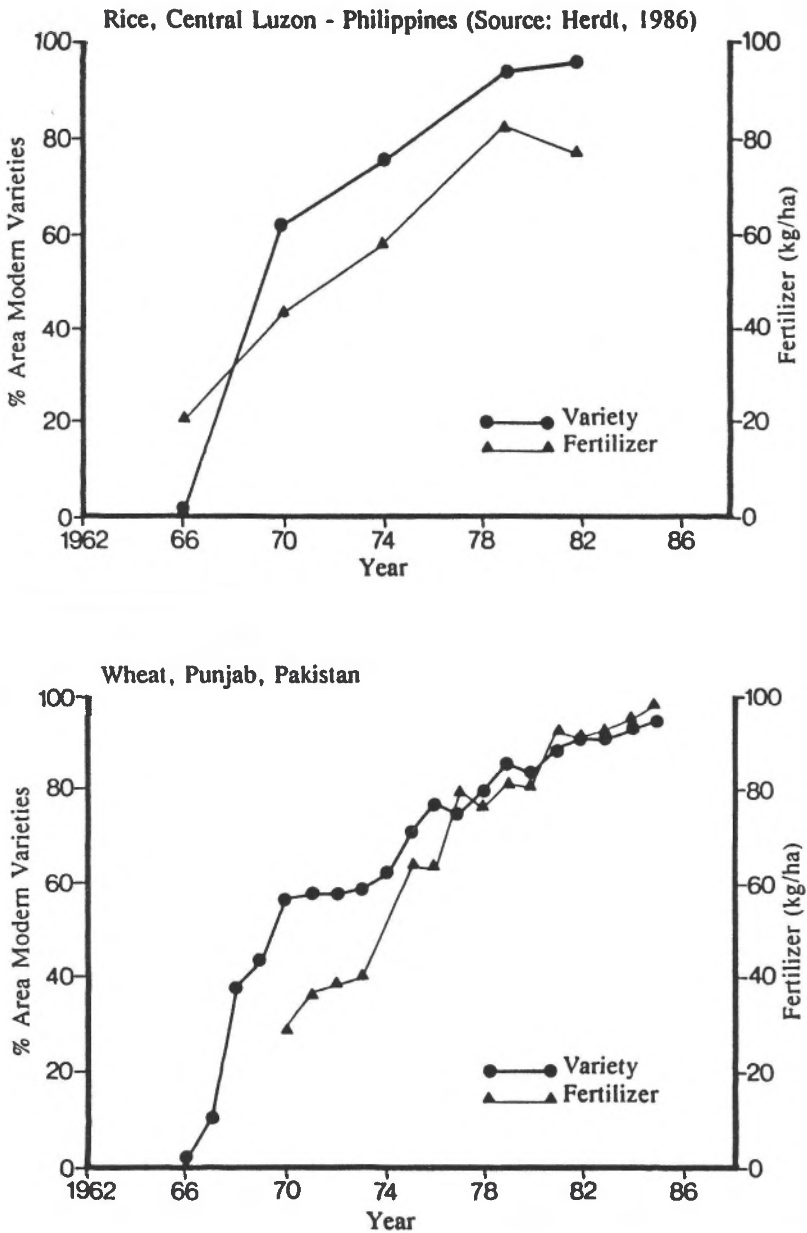 Rice, Central Luzon - Philippines (Source: Herdt, 1986)
100
80
60
40
20
0
% Area Modern Varieties
100
80
60
40
20
0
Fertilizer (kg/ha)
Variety
Fertilizer
1962 66 70 74 78 82 86
Year
Wheat, Punjab, Pakistan
100
80
60
40
20
0
% Area Modern Varieties
100
80
60
40
20
0
Fertilizer (kg/ha)
Variety
Fertilizer
1962 66 70 74 78 82 86
Year